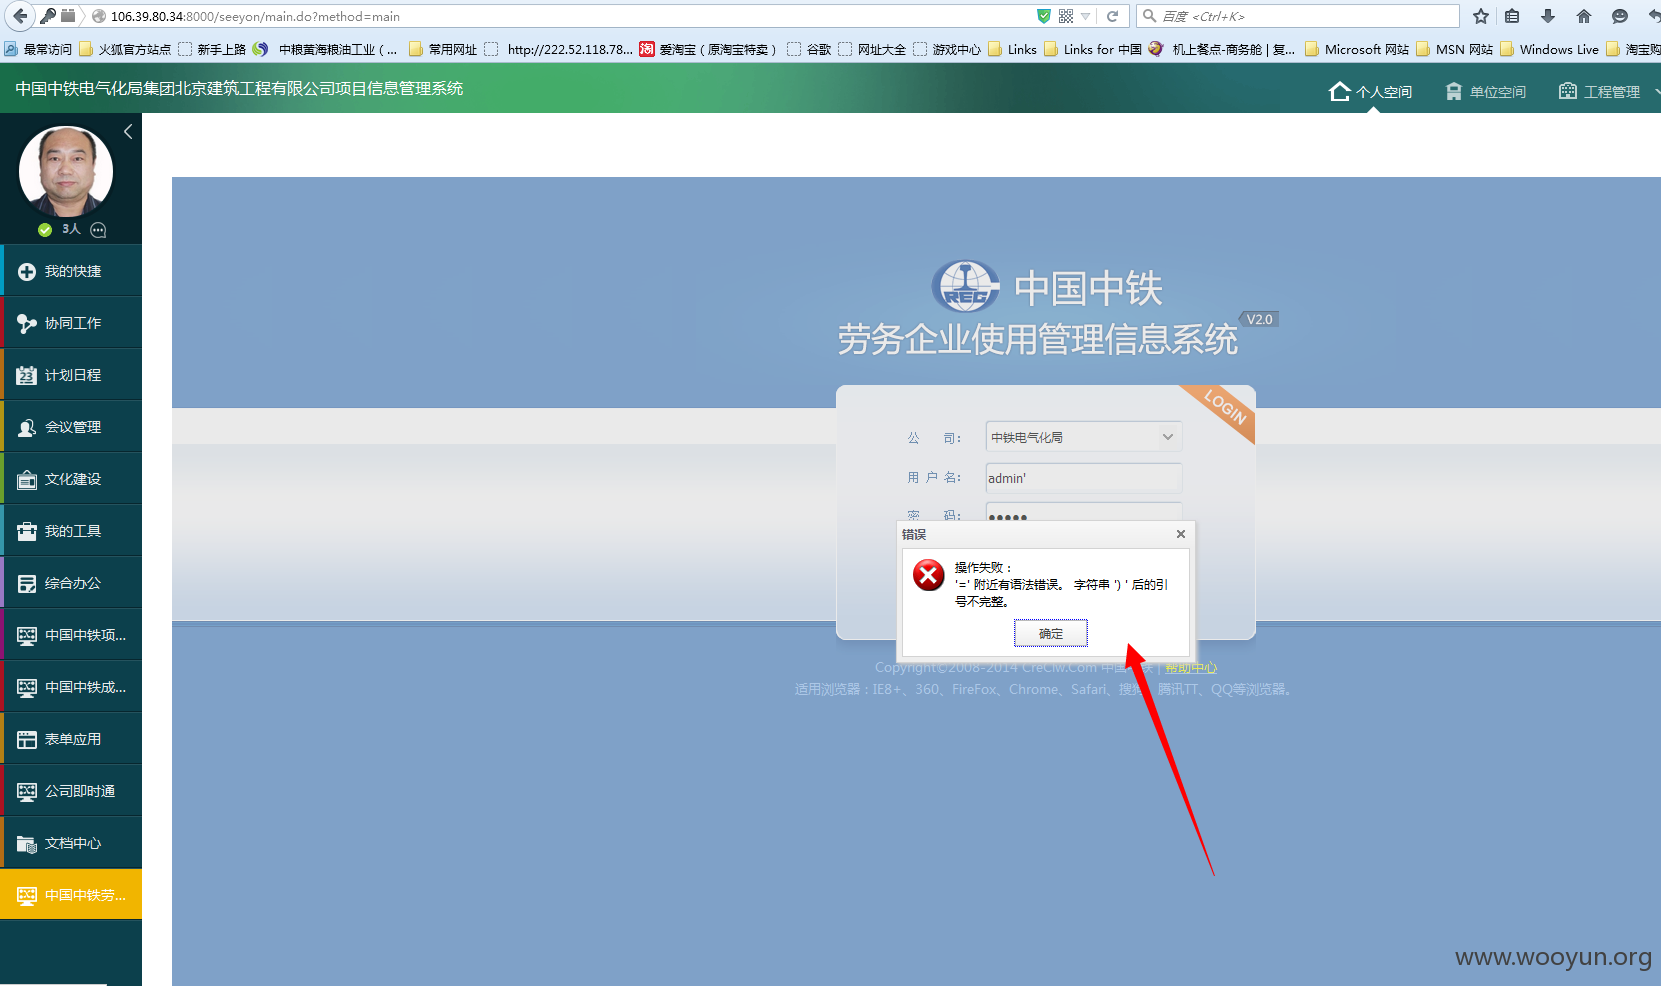 106.39.80.34:8000/seeyon/main.do?method=main
百度 <Ctrl+K>
最常访问 火狐官方站点 新手上路 中粮黄海粮油工业（... 常用网址 http://222.52.118.78... 淘 爱淘宝（原淘宝特卖） 谷歌 网址大全 游戏中心 Links Links for 中国 机上餐点-商务舱 | 复... Microsoft 网站 MSN 网站 Windows Live 淘宝购
中国中铁电气化局集团北京建筑工程有限公司项目信息管理系统
个人空间 单位空间 工程管理
3人
我的快捷
协同工作
23 计划日程
会议管理
文化建设
我的工具
综合办公
中国中铁项...
中国中铁成...
表单应用
公司即时通
文档中心
中国中铁劳...
REC 中国中铁
劳务企业使用管理信息系统 V2.0
LOGIN
公 司： 中铁电气化局
用 户 名： admin'
密 码： •••••
错误
操作失败：
'=' 附近有语法错误。 字符串 ') ' 后的引
号不完整。
确定
Copyright©2008-2014 CreClw.Com 中国中铁 | 帮助中心
适用浏览器：IE8+、360、FireFox、Chrome、Safari、搜狗、腾讯TT、QQ等浏览器。
www.wooyun.org